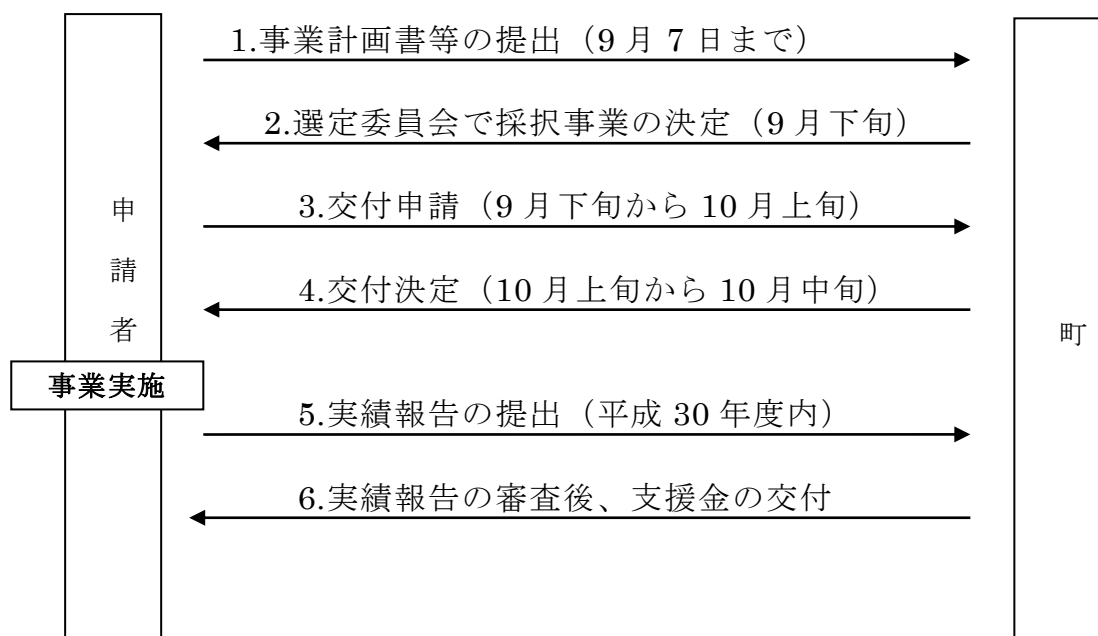 1.事業計画書等の提出（9月7日まで）
2.選定委員会で採択事業の決定（9月下旬）
3.交付申請（9月下旬から10月上旬）
4.交付決定（10月上旬から10月中旬）
申請者
町
事業実施
5.実績報告の提出（平成30年度内）
6.実績報告の審査後、支援金の交付